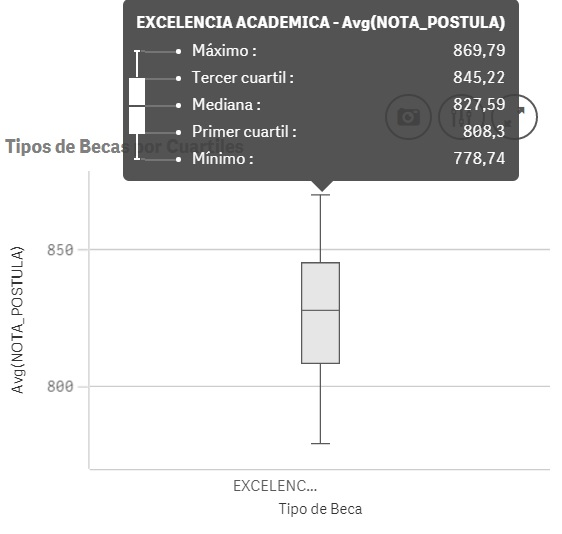 EXCELENCIA ACADEMICA - Avg(NOTA_POSTULA)
Máximo : 869,79
Tercer cuartil : 845,22
Mediana : 827,59
Primer cuartil : 808,3
Mínimo : 778,74
Tipos de Becas por Cuartiles
Avg(NOTA_POSTULA)
850
800
EXCELENC...
Tipo de Beca